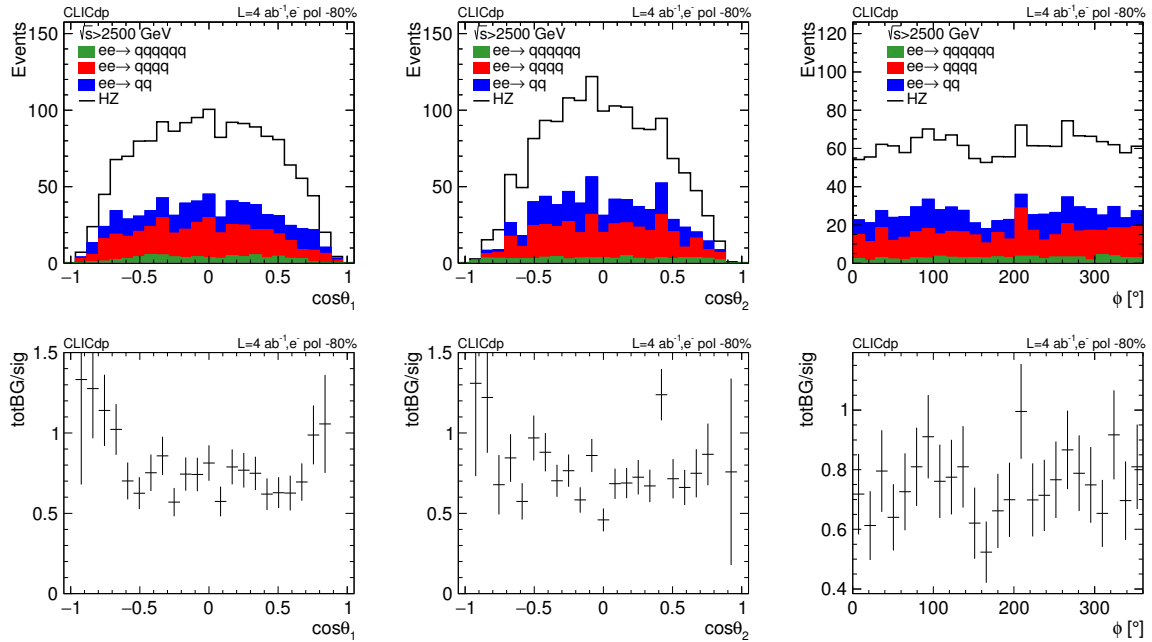 CLICdp L=4 ab⁻¹,e⁻ pol -80%
√s>2500 GeV
ee→ qqqqqq
ee→ qqqq
ee→ qq
HZ
Events
150
100
50
0
−1 −0.5 0 0.5 1
cosθ₁
CLICdp L=4 ab⁻¹,e⁻ pol -80%
√s>2500 GeV
ee→ qqqqqq
ee→ qqqq
ee→ qq
HZ
Events
150
100
50
0
−1 −0.5 0 0.5 1
cosθ₂
CLICdp L=4 ab⁻¹,e⁻ pol -80%
√s>2500 GeV
ee→ qqqqqq
ee→ qqqq
ee→ qq
HZ
Events
120
100
80
60
40
20
0
0 100 200 300
ϕ [°]
CLICdp L=4 ab⁻¹,e⁻ pol -80%
totBG/sig
1.5
1
0.5
0
−1 −0.5 0 0.5 1
cosθ₁
CLICdp L=4 ab⁻¹,e⁻ pol -80%
totBG/sig
1.5
1
0.5
0
−1 −0.5 0 0.5 1
cosθ₂
CLICdp L=4 ab⁻¹,e⁻ pol -80%
totBG/sig
1
0.8
0.6
0.4
0 100 200 300
ϕ [°]